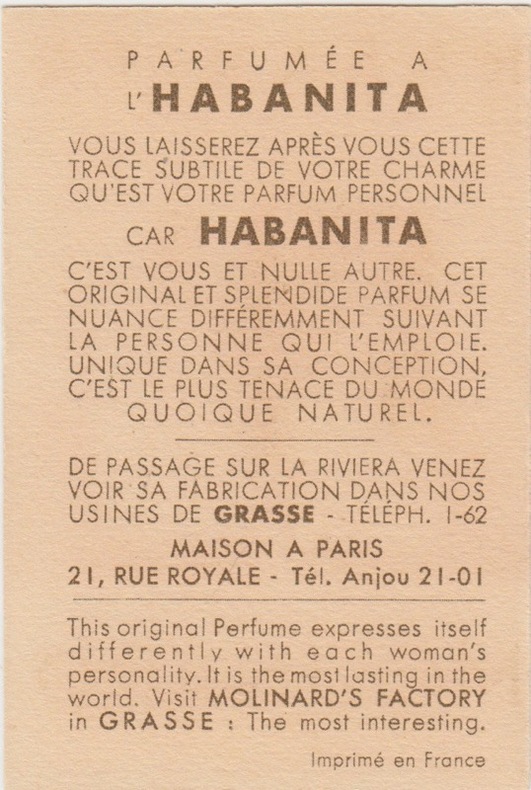 PARFUMÉE A
L'HABANITA
VOUS LAISSEREZ APRÈS VOUS CETTE
TRACE SUBTILE DE VOTRE CHARME
QU'EST VOTRE PARFUM PERSONNEL
CAR HABANITA
C'EST VOUS ET NULLE AUTRE. CET
ORIGINAL ET SPLENDIDE PARFUM SE
NUANCE DIFFÉREMMENT SUIVANT
LA PERSONNE QUI L'EMPLOIE.
UNIQUE DANS SA CONCEPTION,
C'EST LE PLUS TENACE DU MONDE
QUOIQUE NATUREL.
DE PASSAGE SUR LA RIVIERA VENEZ
VOIR SA FABRICATION DANS NOS
USINES DE GRASSE - TÉLÉPH. 1-62
MAISON A PARIS
21, RUE ROYALE - Tél. Anjou 21-01
This original Perfume expresses itself
differently with each woman's
personality. It is the most lasting in the
world. Visit MOLINARD'S FACTORY
in GRASSE : The most interesting.
Imprimé en France